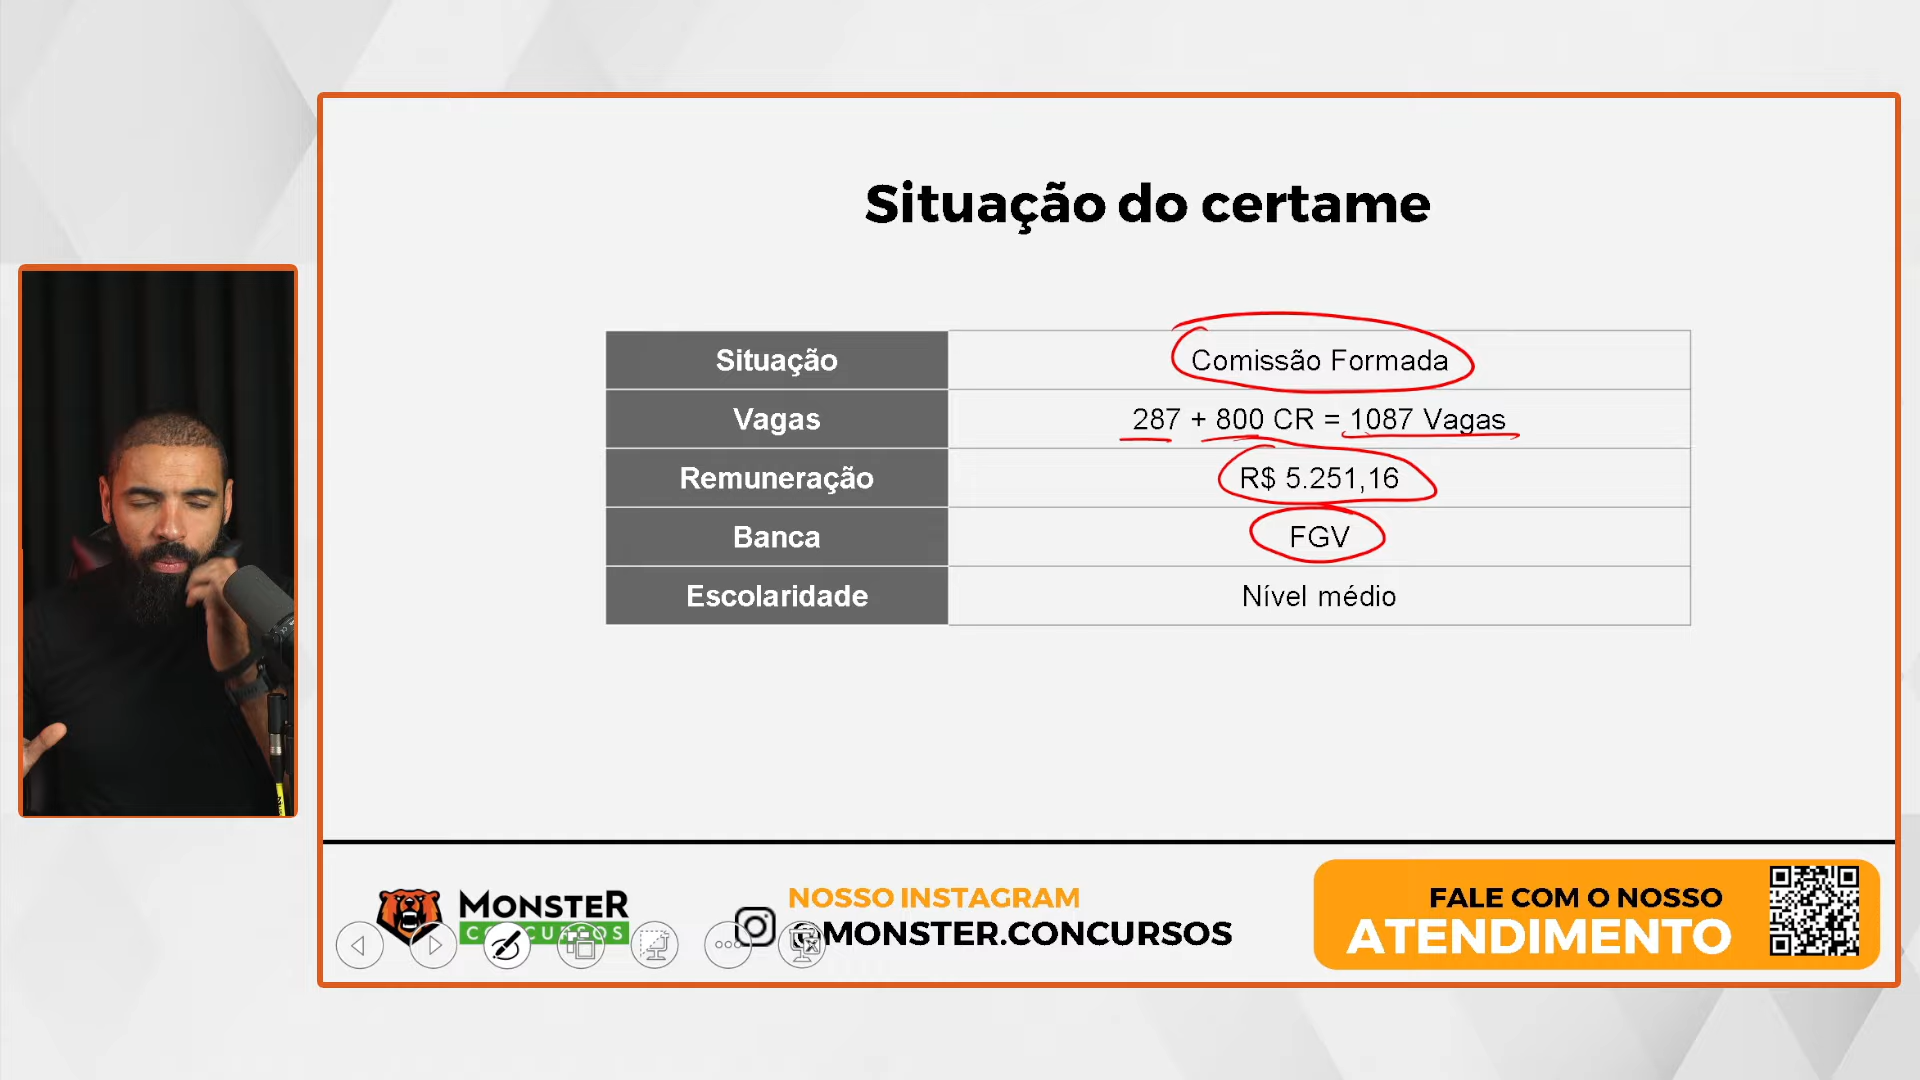 Situação do certame
Situação Comissão Formada
Vagas 287 + 800 CR = 1087 Vagas
Remuneração R$ 5.251,16
Banca FGV
Escolaridade Nível médio
MONSTER
CONCURSOS
NOSSO INSTAGRAM
@MONSTER.CONCURSOS
FALE COM O NOSSO
ATENDIMENTO